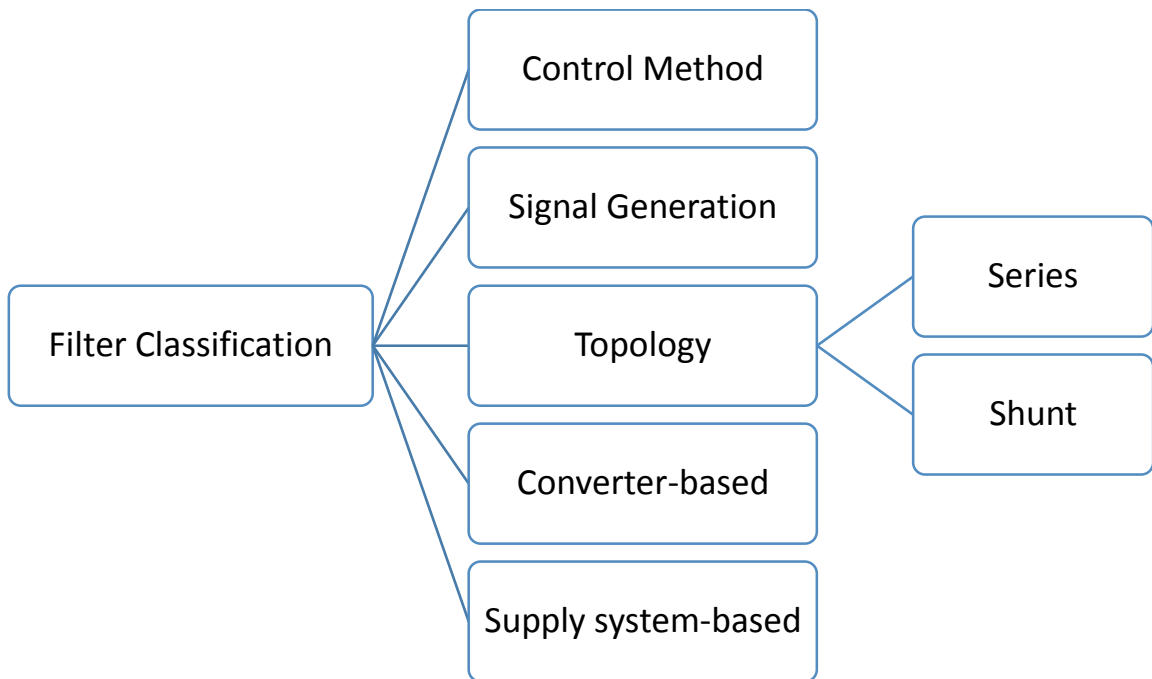 Filter Classification
Control Method
Signal Generation
Topology
Converter-based
Supply system-based
Series
Shunt